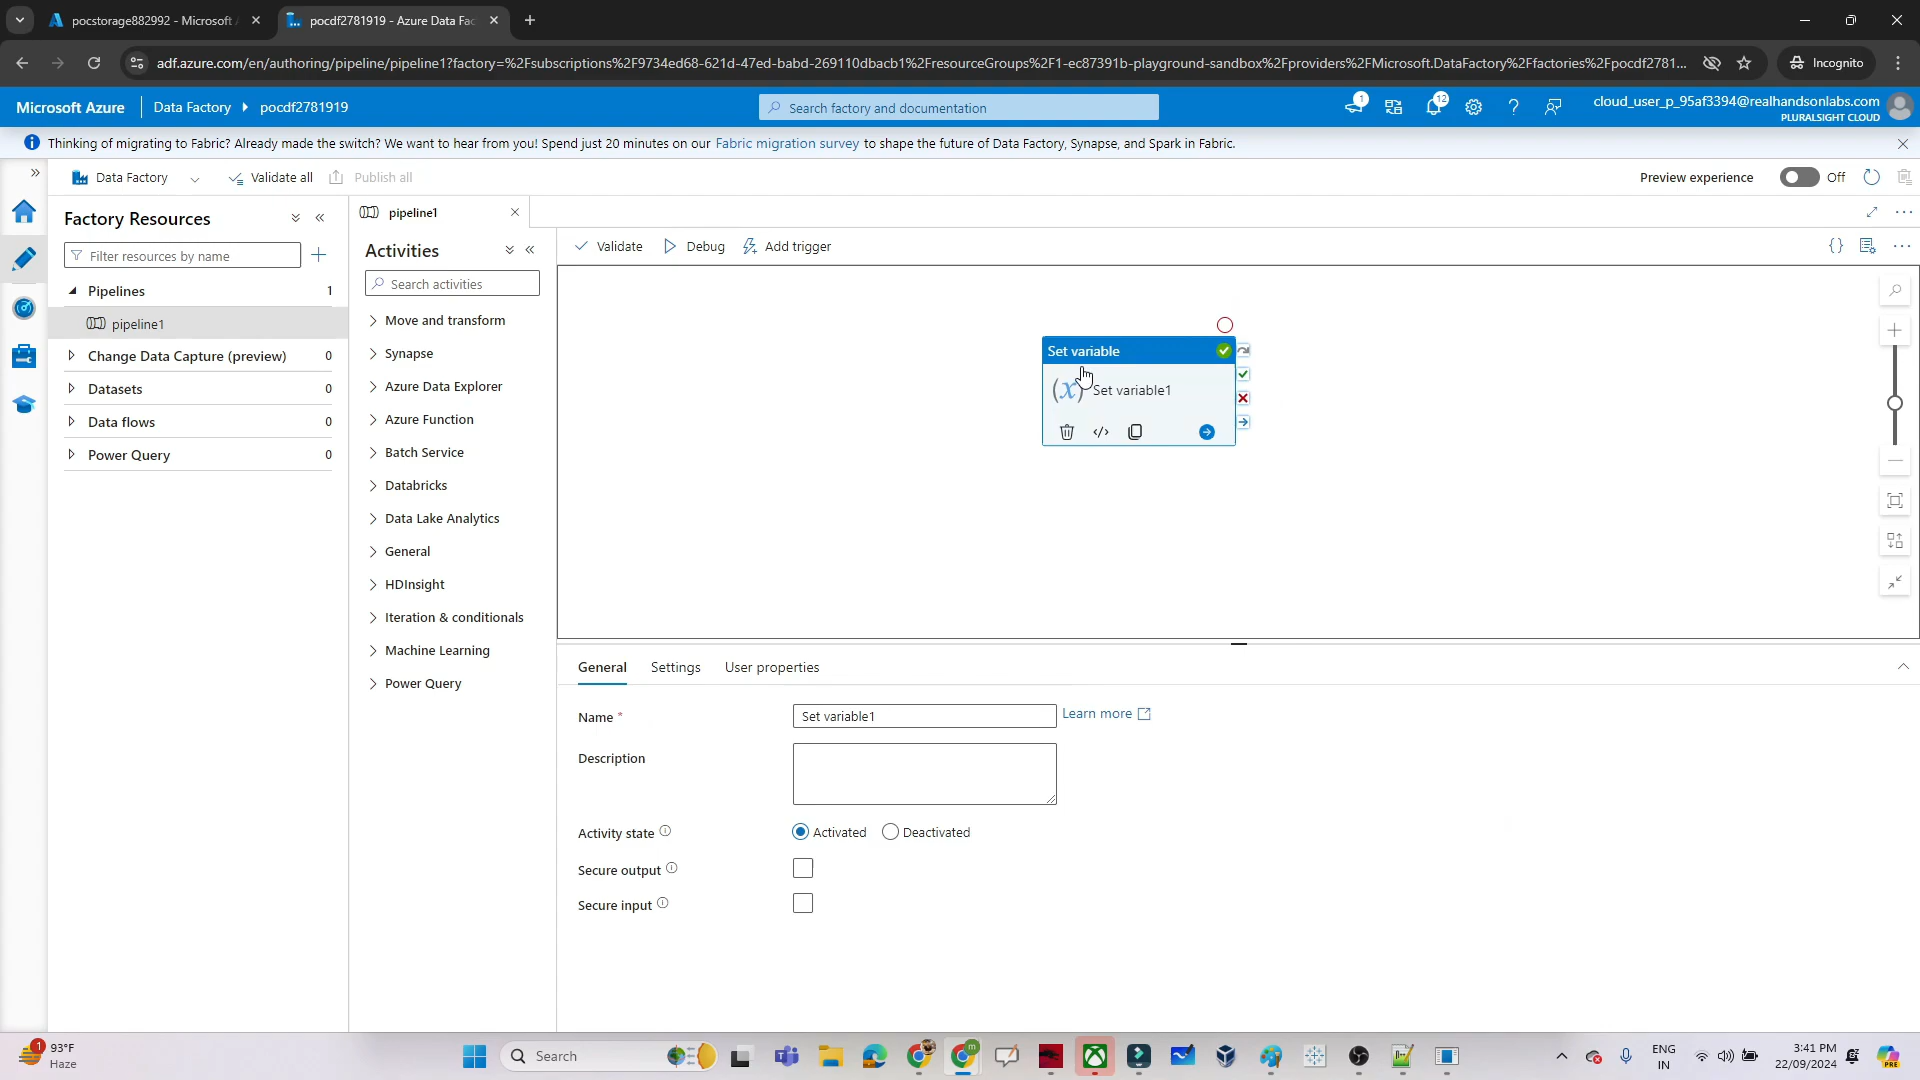 pocstorage882992 - Microsoft A
pocdf2781919 - Azure Data Fac
adf.azure.com/en/authoring/pipeline/pipeline1?factory=%2Fsubscriptions%2F9734ed68-621d-47ed-babd-269110dbacb1%2FresourceGroups%2F1-ec87391b-playground-sandbox%2Fproviders%2FMicrosoft.DataFactory%2Ffactories%2Fpocdf2781...
Incognito
Microsoft Azure
Data Factory
pocdf2781919
Search factory and documentation
1
12
cloud_user_p_95af3394@realhandsonlabs.com
PLURALSIGHT CLOUD
Thinking of migrating to Fabric? Already made the switch? We want to hear from you! Spend just 20 minutes on our Fabric migration survey to shape the future of Data Factory, Synapse, and Spark in Fabric.
Data Factory
Validate all
Publish all
Preview experience
Off
Factory Resources
Filter resources by name
Pipelines 1
pipeline1
Change Data Capture (preview) 0
Datasets 0
Data flows 0
Power Query 0
pipeline1
Activities
Search activities
Move and transform
Synapse
Azure Data Explorer
Azure Function
Batch Service
Databricks
Data Lake Analytics
General
HDInsight
Iteration & conditionals
Machine Learning
Power Query
Validate
Debug
Add trigger
Set variable
(x)
Set variable1
General
Settings
User properties
Name *
Set variable1
Learn more
Description
Activity state
Activated
Deactivated
Secure output
Secure input
1
93°F
Haze
Search
m
ENG
IN
3:41 PM
22/09/2024
PRE